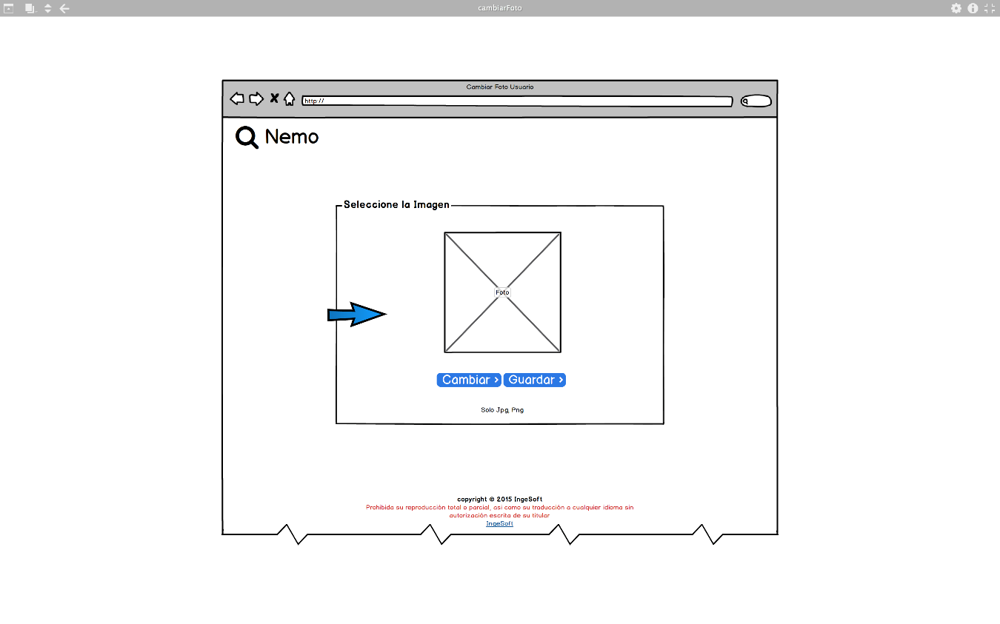 cambiarFoto
Cambiar Foto Usuario
http://
Nemo
Seleccione la Imagen
Foto
Cambiar
Guardar
Solo Jpg, Png
copyright © 2015 IngeSoft
Prohibida su reproducción total o parcial, asi como su traducción a cualquier idioma sin
autorización escrita de su titular
IngeSoft